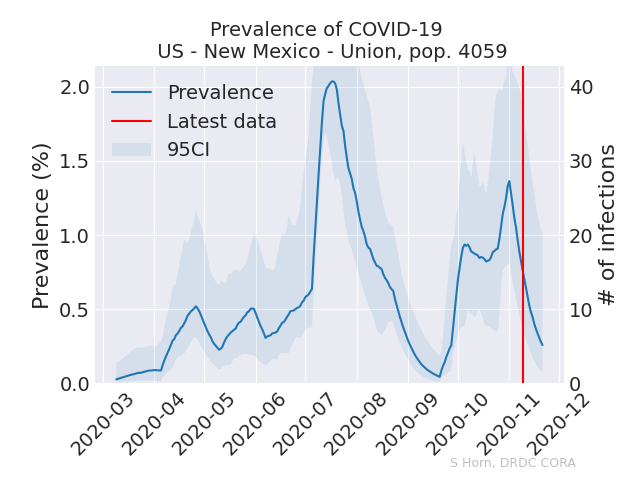 Prevalence of COVID-19
US - New Mexico - Union, pop. 4059
Prevalence
Latest data
95CI
Prevalence (%)
2.0
1.5
1.0
0.5
0.0
# of infections
40
30
20
10
0
2020-03
2020-04
2020-05
2020-06
2020-07
2020-08
2020-09
2020-10
2020-11
2020-12
S Horn, DRDC CORA